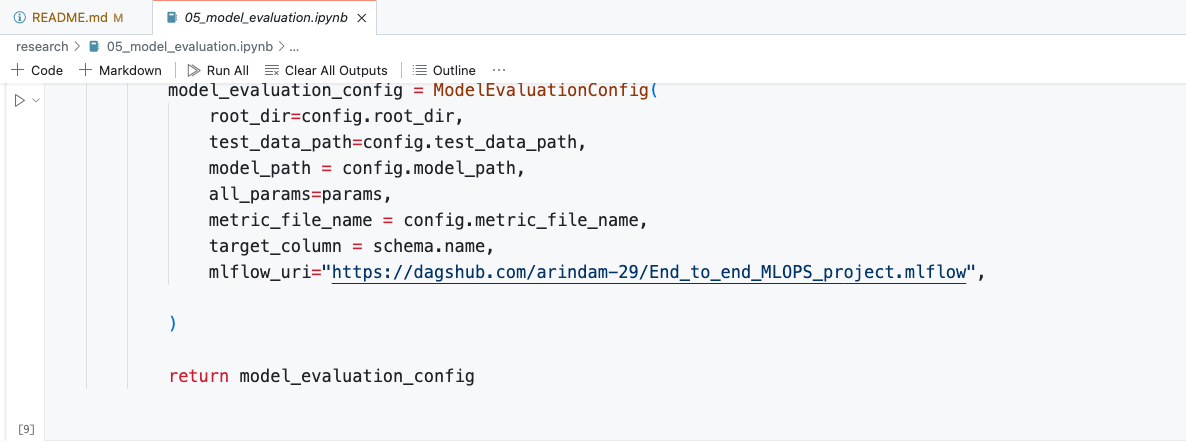 README.md M
05_model_evaluation.ipynb ×
research > 05_model_evaluation.ipynb > ...
+ Code + Markdown | Run All Clear All Outputs | Outline ...
model_evaluation_config = ModelEvaluationConfig(
root_dir=config.root_dir,
test_data_path=config.test_data_path,
model_path = config.model_path,
all_params=params,
metric_file_name = config.metric_file_name,
target_column = schema.name,
mlflow_uri="https://dagshub.com/arindam-29/End_to_end_MLOPS_project.mlflow",
)
return model_evaluation_config
[9]